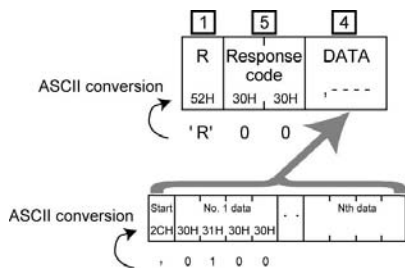 1 5 4
R Response code DATA
52H 30H 30H , - - - -
ASCII conversion
'R' 0 0
Start No. 1 data . . Nth data
2CH 30H 31H 30H 30H
ASCII conversion
, 0 1 0 0